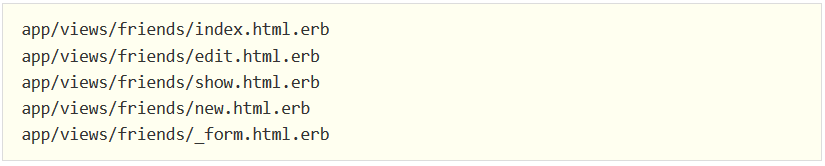 app/views/friends/index.html.erb
app/views/friends/edit.html.erb
app/views/friends/show.html.erb
app/views/friends/new.html.erb
app/views/friends/_form.html.erb